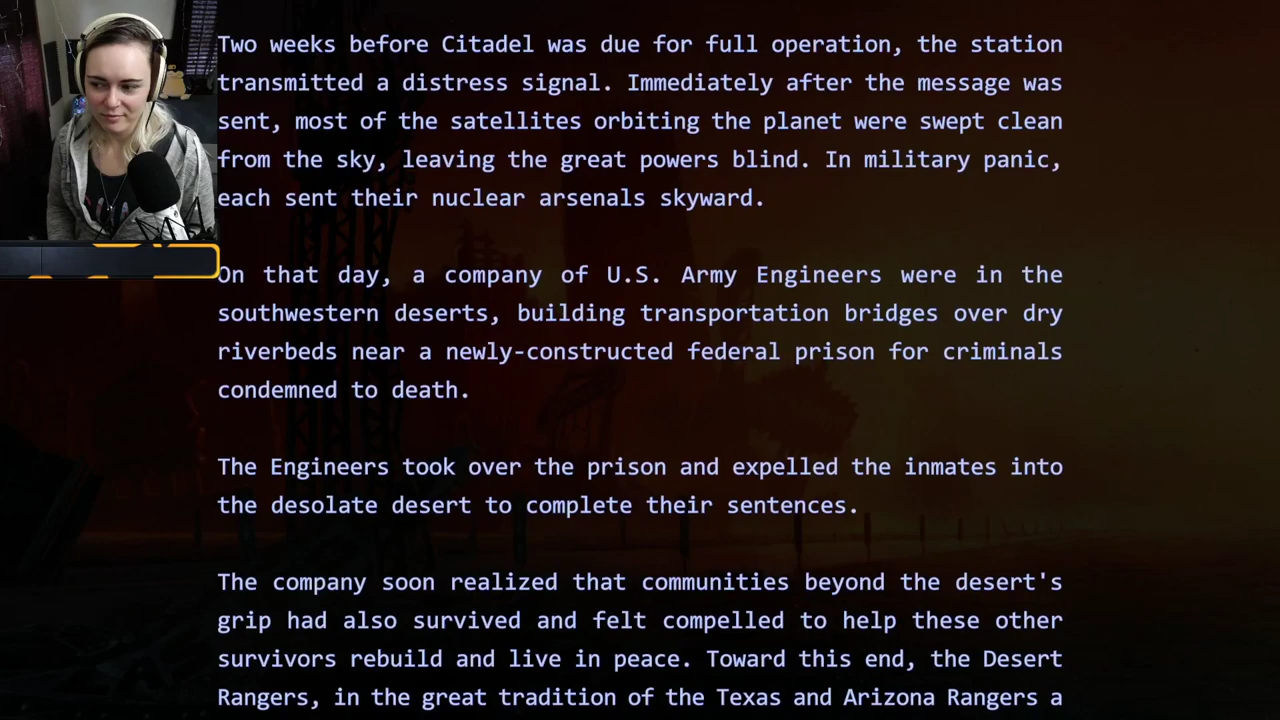 Two weeks before Citadel was due for full operation, the station
transmitted a distress signal. Immediately after the message was
sent, most of the satellites orbiting the planet were swept clean
from the sky, leaving the great powers blind. In military panic,
each sent their nuclear arsenals skyward.
On that day, a company of U.S. Army Engineers were in the
southwestern deserts, building transportation bridges over dry
riverbeds near a newly-constructed federal prison for criminals
condemned to death.
The Engineers took over the prison and expelled the inmates into
the desolate desert to complete their sentences.
The company soon realized that communities beyond the desert's
grip had also survived and felt compelled to help these other
survivors rebuild and live in peace. Toward this end, the Desert
Rangers, in the great tradition of the Texas and Arizona Rangers a